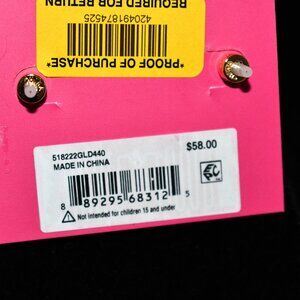 *PROOF OF PURCHASE*
REQUIRED FOR RETURN
420491874525
518222GLD440
MADE IN CHINA
$58.00
8 89295 68312 5
Not intended for children 15 and under.